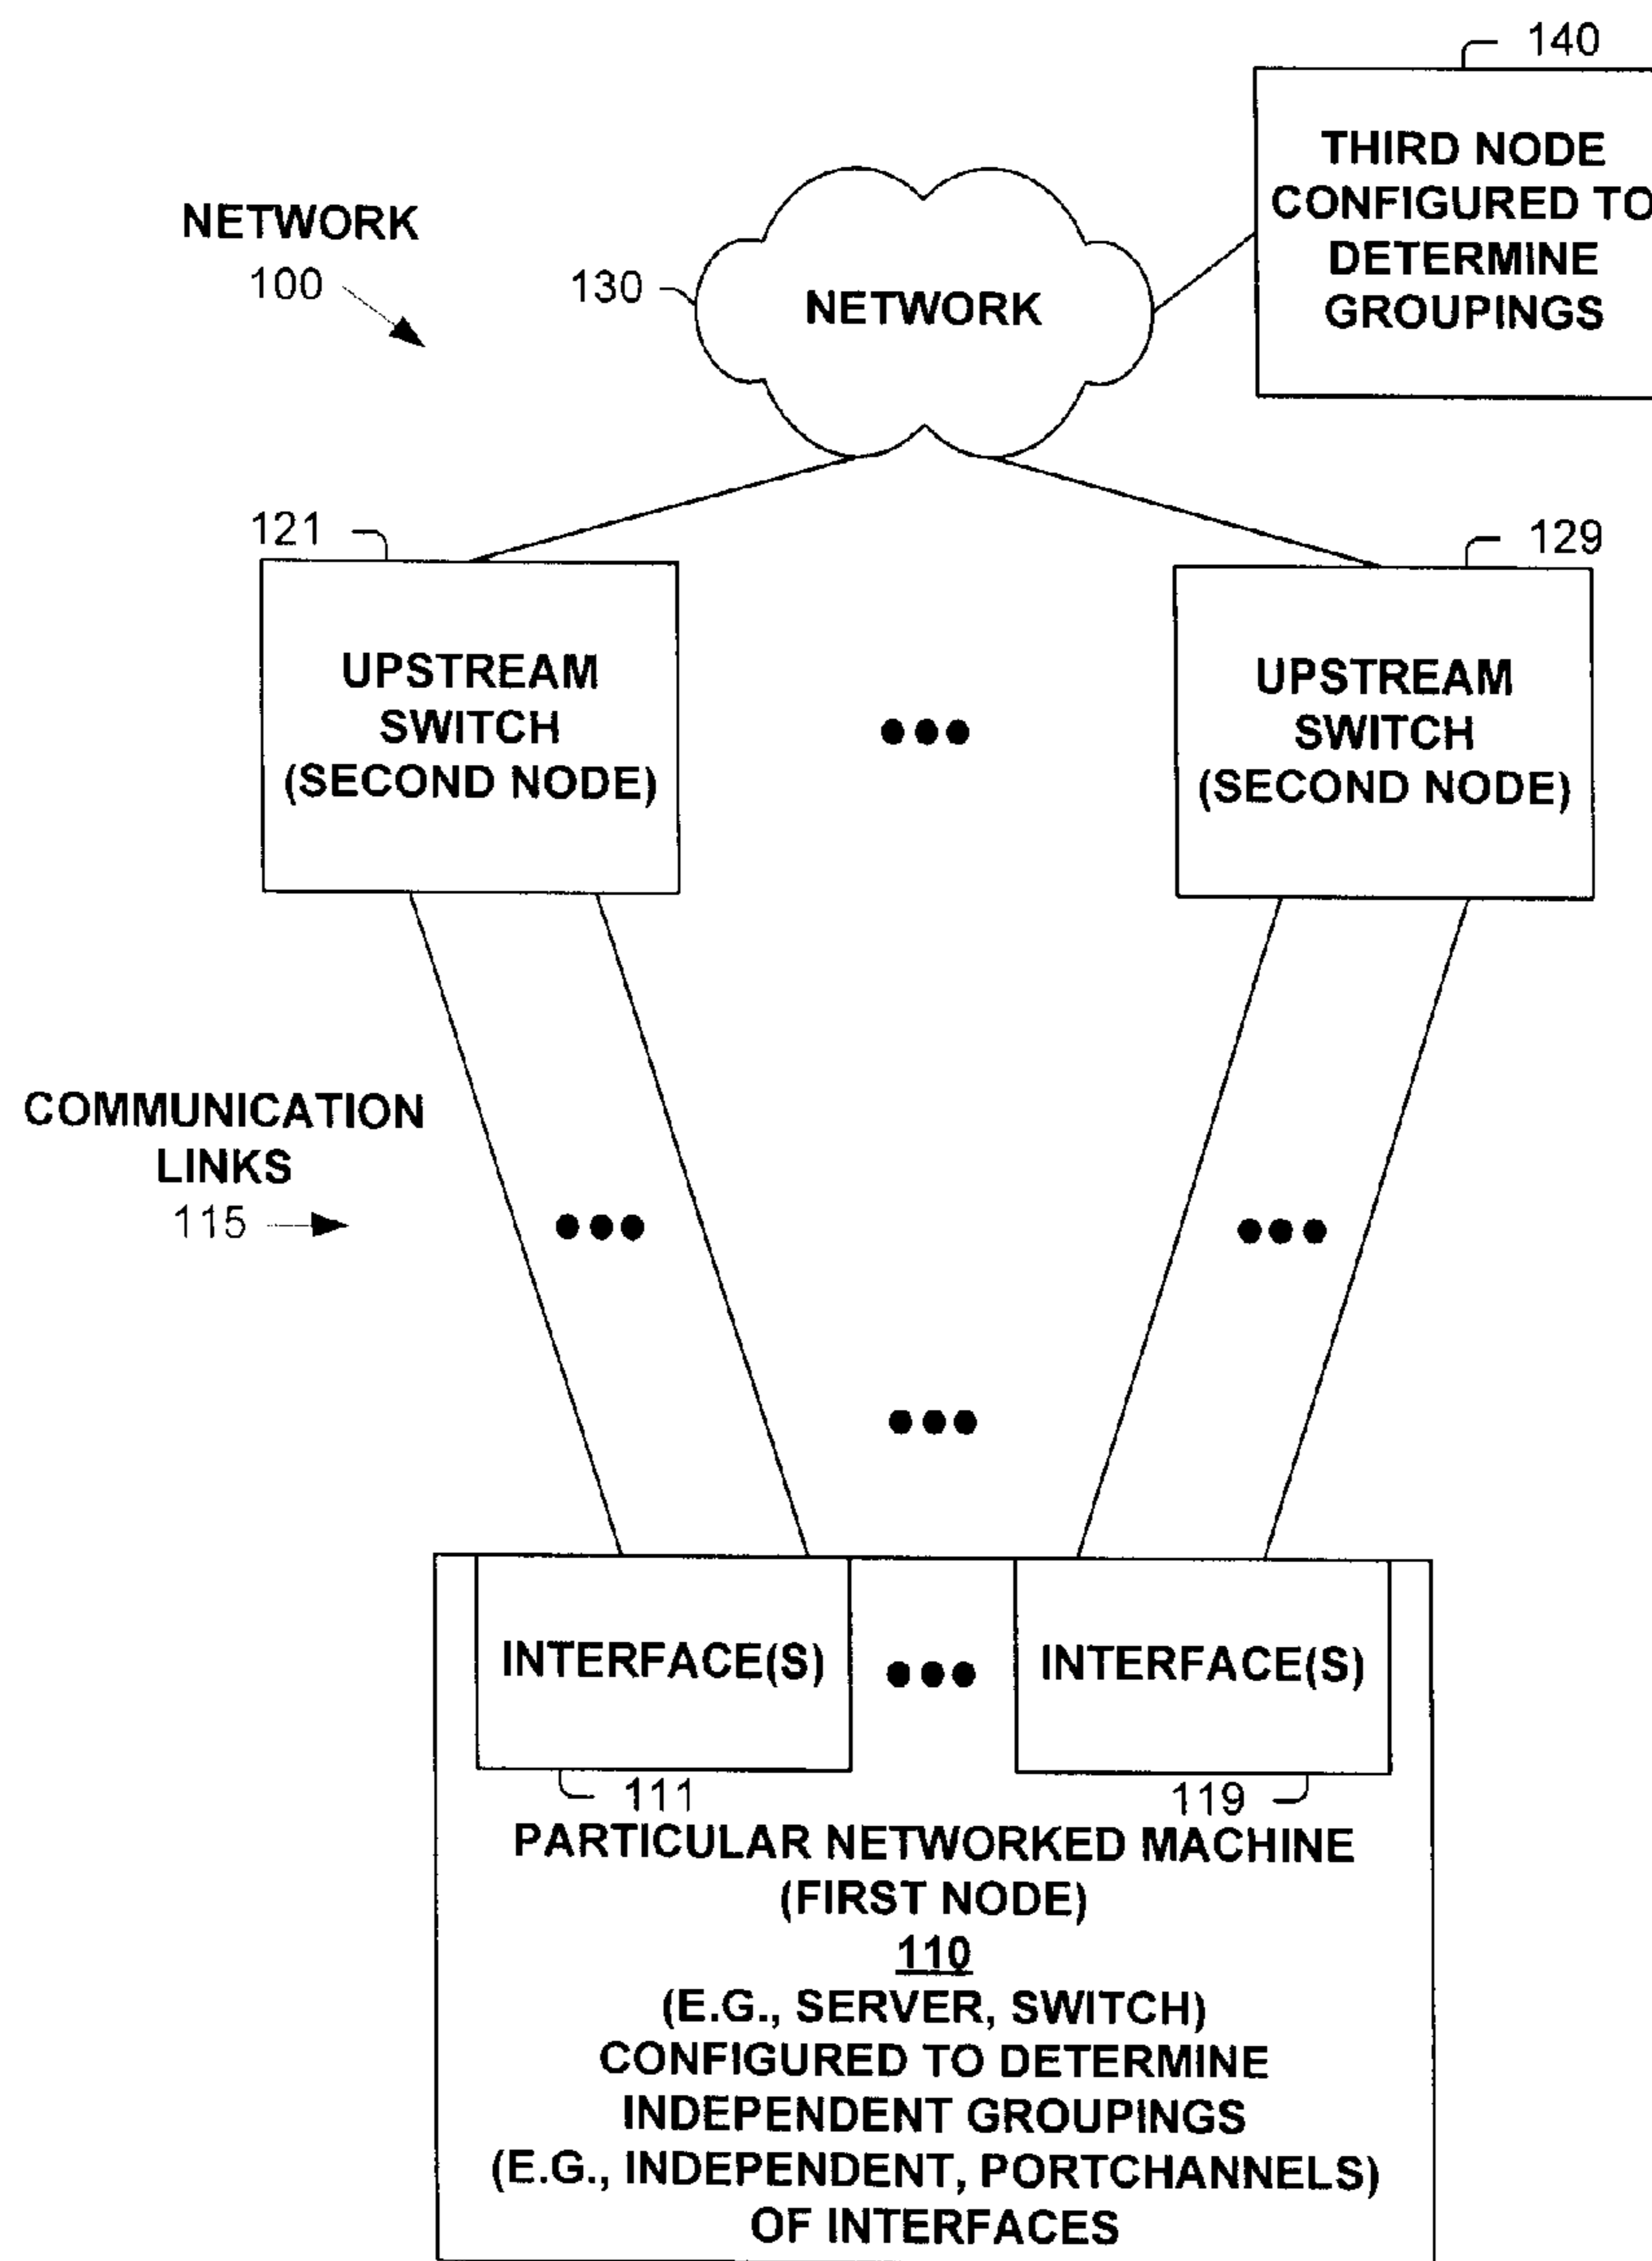 140
THIRD NODE
CONFIGURED TO
DETERMINE
GROUPINGS
NETWORK
100
130
NETWORK
121
129
UPSTREAM
SWITCH
(SECOND NODE)
UPSTREAM
SWITCH
(SECOND NODE)
COMMUNICATION
LINKS
115
INTERFACE(S)
INTERFACE(S)
111
119
PARTICULAR NETWORKED MACHINE
(FIRST NODE)
110
(E.G., SERVER, SWITCH)
CONFIGURED TO DETERMINE
INDEPENDENT GROUPINGS
(E.G., INDEPENDENT, PORTCHANNELS)
OF INTERFACES